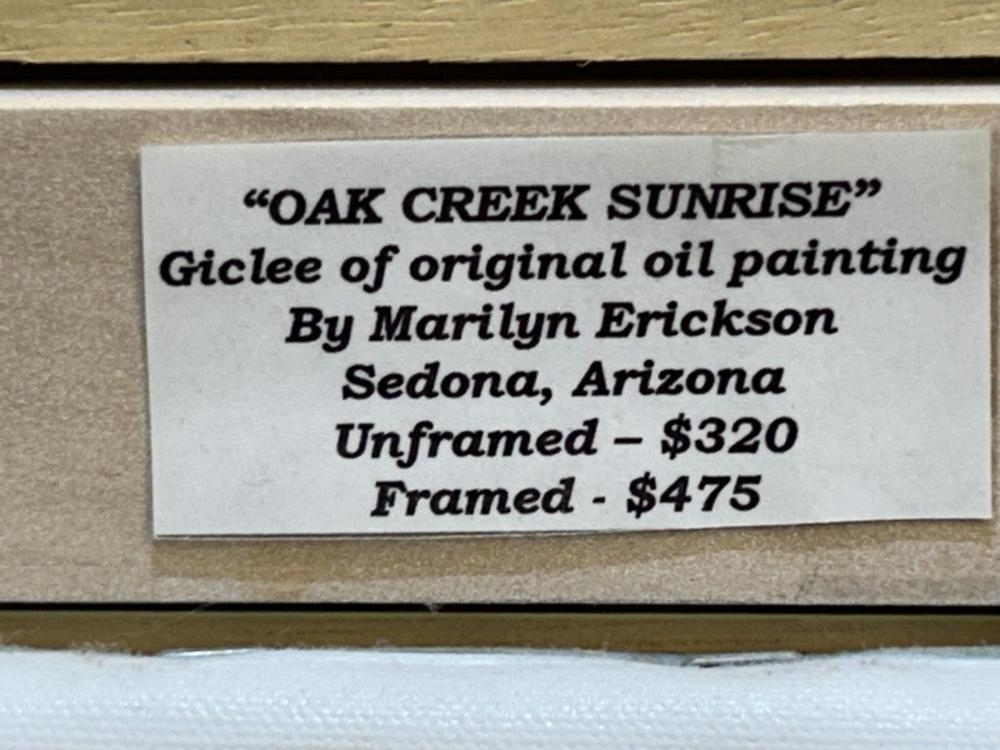 “OAK CREEK SUNRISE”
Giclee of original oil painting
By Marilyn Erickson
Sedona, Arizona
Unframed – $320
Framed - $475